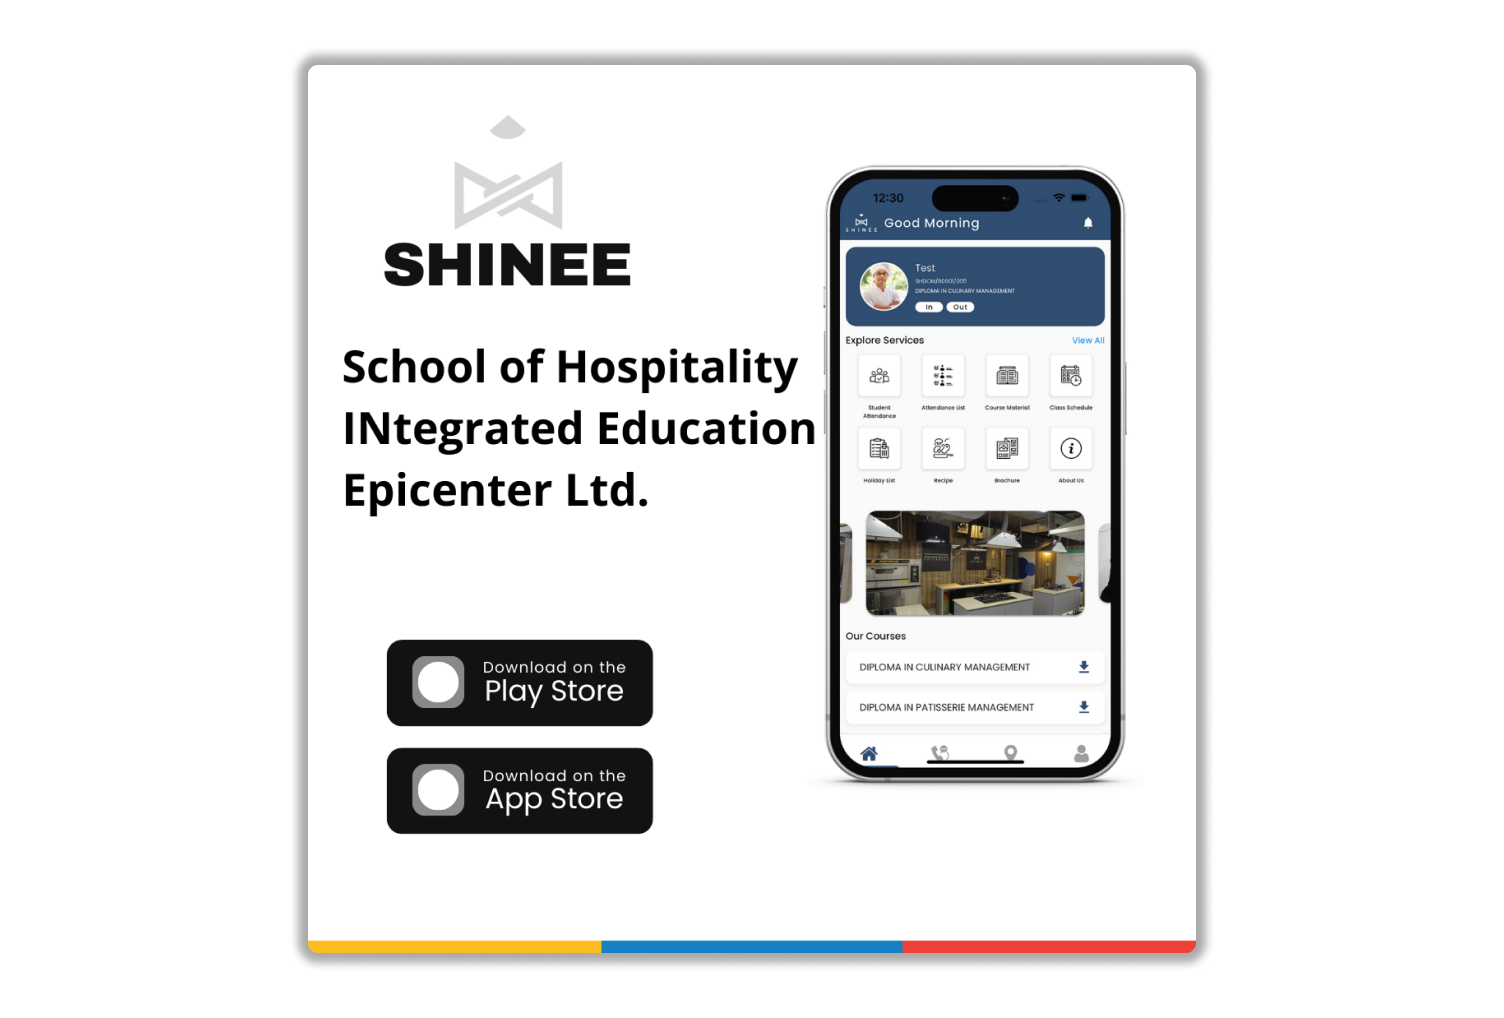 SHINEE
School of Hospitality
INtegrated Education
Epicenter Ltd.
Download on the
Play Store
Download on the
App Store
12:30
SHINEE
Good Morning
Test
SHDCM/S0001/005
DIPLOMA IN CULINARY MANAGEMENT
In
Out
Explore Services
View All
Student
Attendance
Attendance List
Course Material
Class Schedule
Holiday List
Recipe
Brochure
About Us
Our Courses
DIPLOMA IN CULINARY MANAGEMENT
DIPLOMA IN PATISSERIE MANAGEMENT